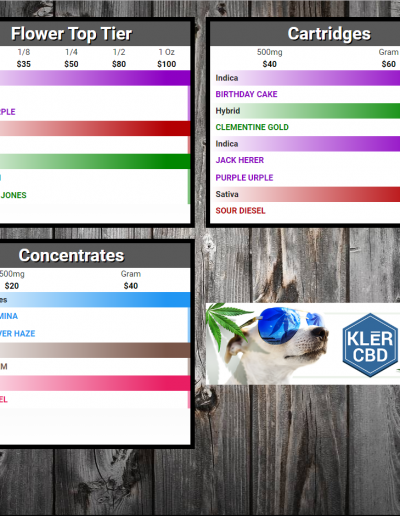 Flower Top Tier
1/8 1/4 1/2 1 Oz
$35 $50 $80 $100
PLE
JONES
Cartridges
500mg Gram
$40 $60
Indica
BIRTHDAY CAKE
Hybrid
CLEMENTINE GOLD
Indica
JACK HERER
PURPLE URPLE
Sativa
SOUR DIESEL
Concentrates
500mg Gram
$20 $40
es
MINA
VER HAZE
M
EL
KLĒR
CBD